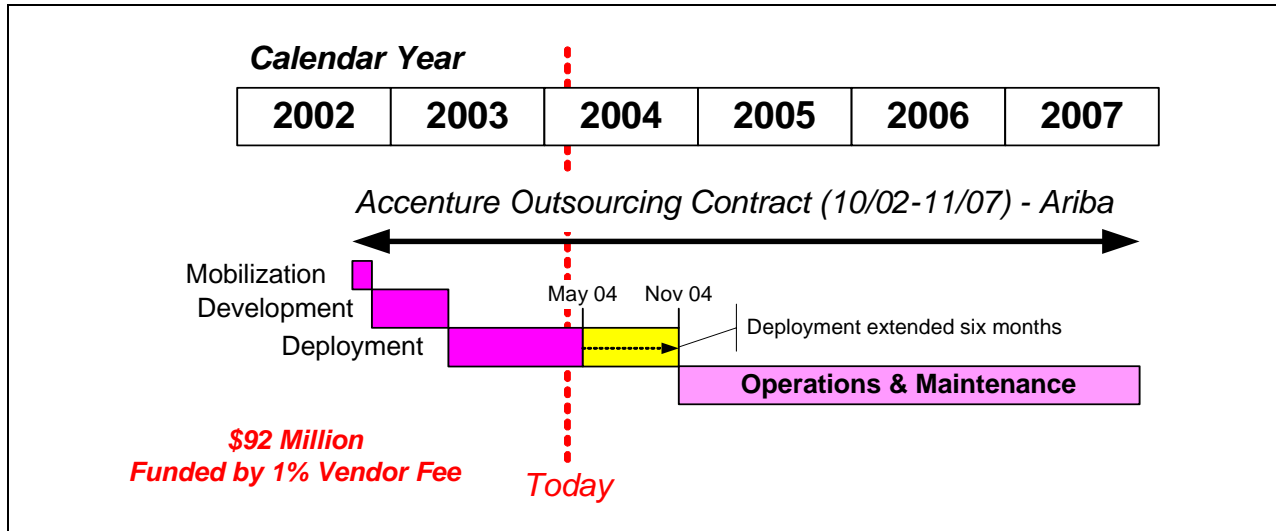 Calendar Year
2002 2003 2004 2005 2006 2007
Accenture Outsourcing Contract (10/02-11/07) - Ariba
Mobilization
Development
May 04 Nov 04
Deployment extended six months
Deployment
Operations & Maintenance
$92 Million
Funded by 1% Vendor Fee
Today